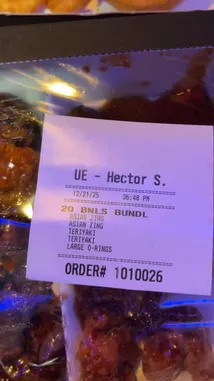 UE - Hector S.
12/21/25 36:48 PM
20 BNLS BUNDL
ASIAN ZING
ASIAN ZING
TERIYAKI
TERIYAKI
LARGE O-RINGS
ORDER# 1010026